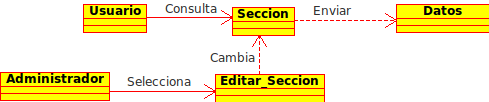 Usuario
Consulta
Seccion
Enviar
Datos
Cambia
Administrador
Selecciona
Editar_Seccion